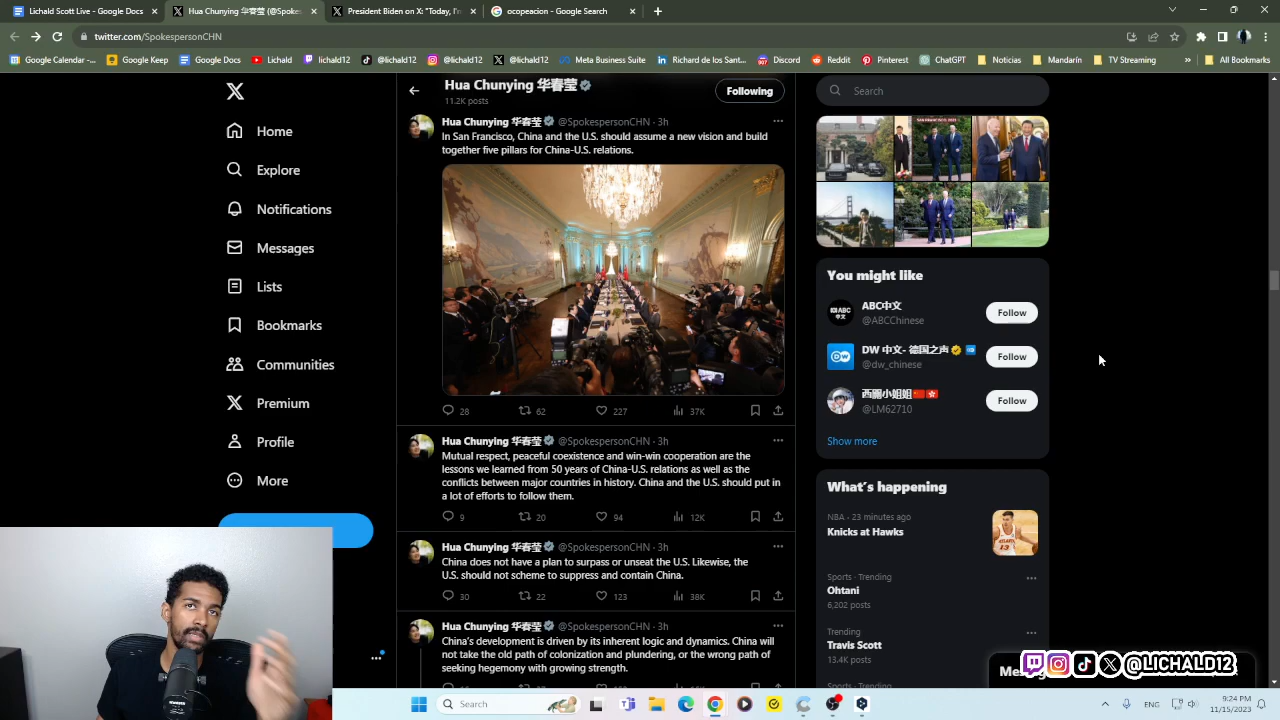 Lichald Scott Live - Google Docs
Hua Chunying 华春莹 (@Spoke
President Biden on X: "Today, I'
ocopeacion - Google Search
twitter.com/SpokespersonCHN
Google Calendar -...
Google Keep
Google Docs
Lichald
lichald12
@lichald12
@lichald12
@lichald12
Meta Business Suite
Richard de los Sant...
Discord
Reddit
Pinterest
ChatGPT
Noticias
Mandarín
TV Streaming
»
All Bookmarks
Home
Explore
Notifications
Messages
Lists
Bookmarks
Communities
Premium
Profile
More
Hua Chunying 华春莹
11.2K posts
Following
Hua Chunying 华春莹 @SpokespersonCHN · 3h
In San Francisco, China and the U.S. should assume a new vision and build
together five pillars for China-U.S. relations.
28 62 227 37K
Hua Chunying 华春莹 @SpokespersonCHN · 3h
Mutual respect, peaceful coexistence and win-win cooperation are the
lessons we learned from 50 years of China-U.S. relations as well as the
conflicts between major countries in history. China and the U.S. should put in
a lot of efforts to follow them.
9 20 94 12K
Hua Chunying 华春莹 @SpokespersonCHN · 3h
China does not have a plan to surpass or unseat the U.S. Likewise, the
U.S. should not scheme to suppress and contain China.
30 22 123 38K
Hua Chunying 华春莹 @SpokespersonCHN · 3h
China's development is driven by its inherent logic and dynamics. China will
not take the old path of colonization and plundering, or the wrong path of
seeking hegemony with growing strength.
Search
You might like
ABC中文
@ABCChinese
Follow
DW 中文- 德国之声
@dw_chinese
Follow
西丽小姐姐
@LM62710
Follow
Show more
What's happening
NBA · 23 minutes ago
Knicks at Hawks
Sports · Trending
Ohtani
6,202 posts
Trending
Travis Scott
13.4K posts
@LICHALD12
Search
ENG
9:24 PM
11/15/2023